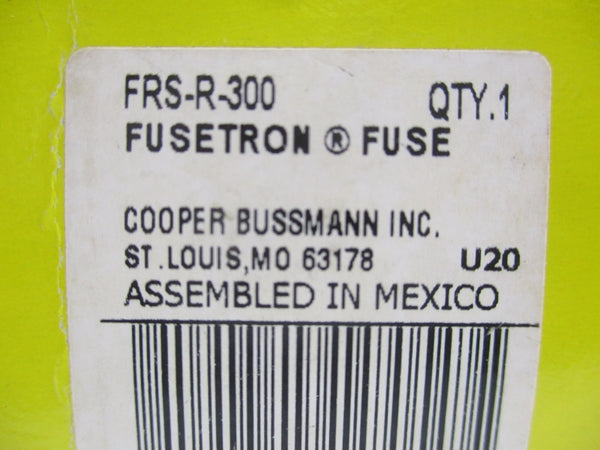 FRS-R-300 QTY.1
FUSETRON ® FUSE
COOPER BUSSMANN INC.
ST.LOUIS,MO 63178 U20
ASSEMBLED IN MEXICO